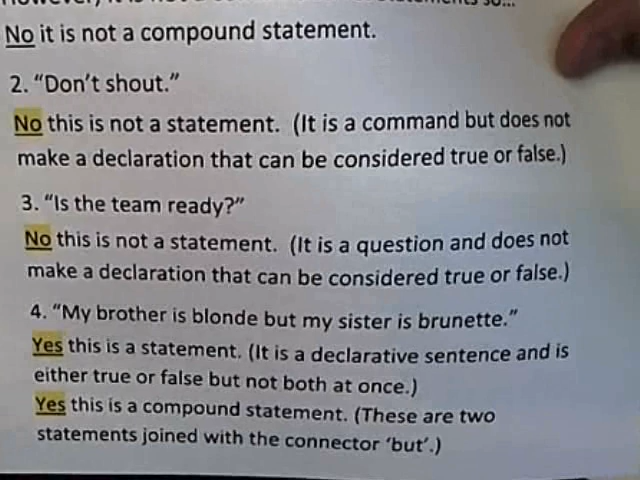 No it is not a compound statement.
2. “Don’t shout.”
No this is not a statement. (It is a command but does not
make a declaration that can be considered true or false.)
3. “Is the team ready?”
No this is not a statement. (It is a question and does not
make a declaration that can be considered true or false.)
4. “My brother is blonde but my sister is brunette.”
Yes this is a statement. (It is a declarative sentence and is
either true or false but not both at once.)
Yes this is a compound statement. (These are two
statements joined with the connector ‘but’.)